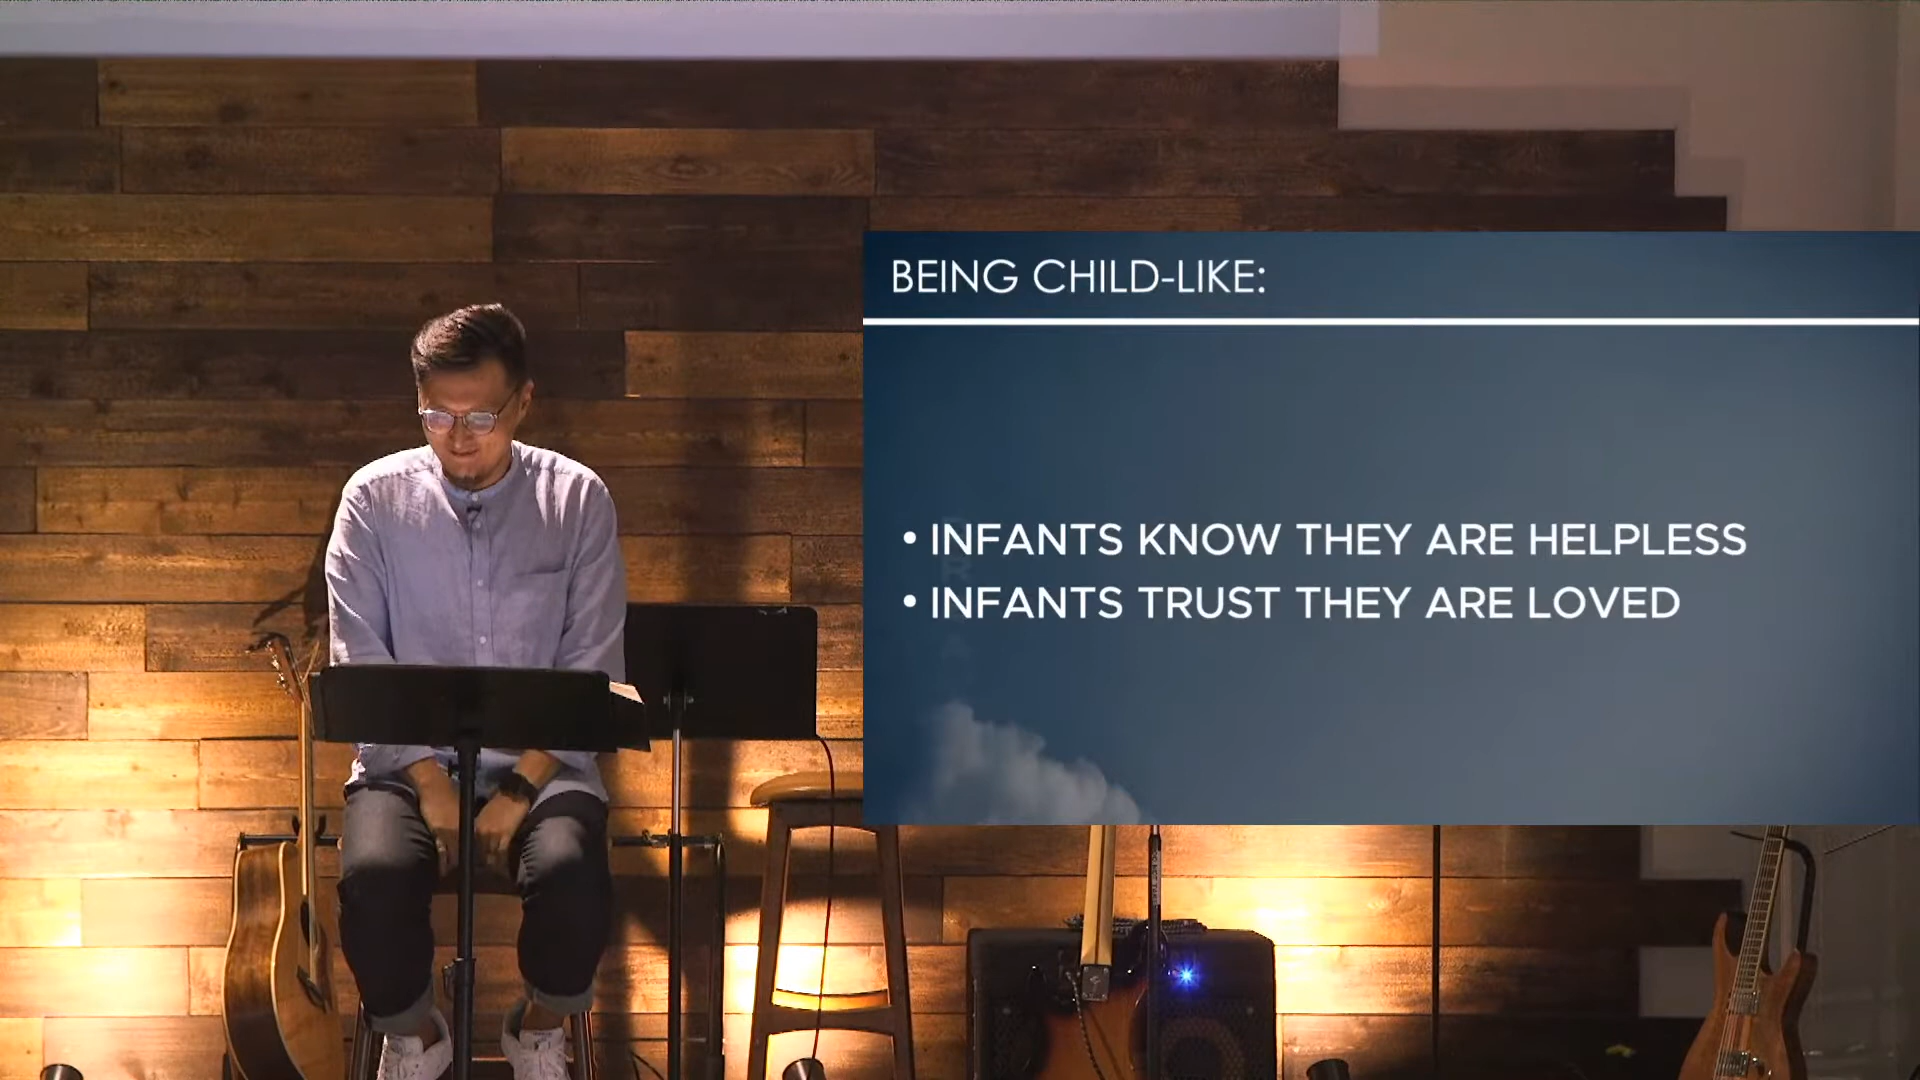 BEING CHILD-LIKE:
• INFANTS KNOW THEY ARE HELPLESS
• INFANTS TRUST THEY ARE LOVED